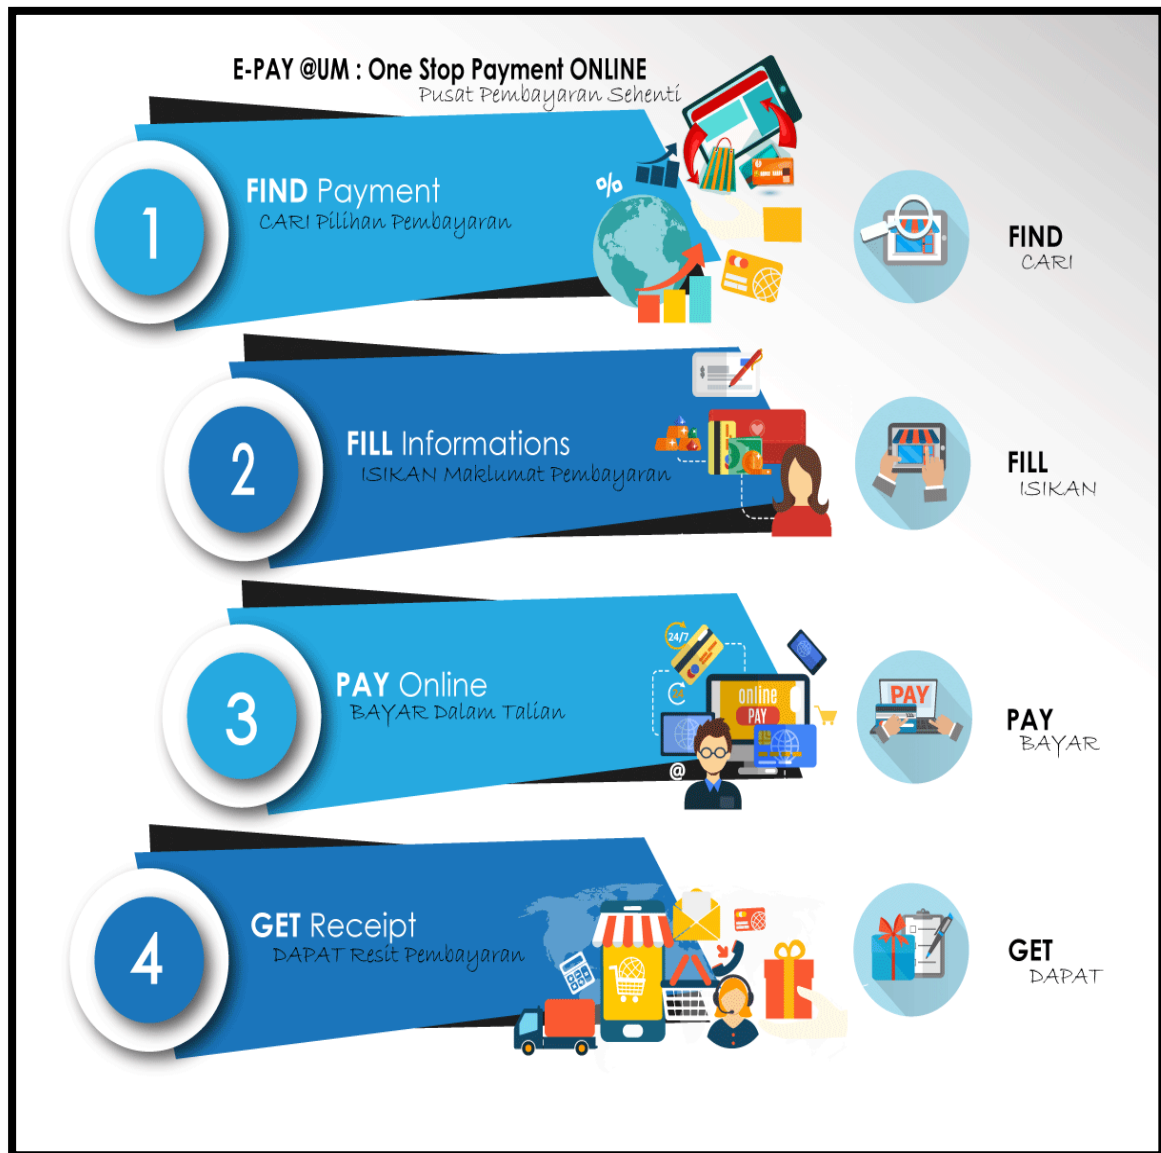 E-PAY @UM : One Stop Payment ONLINE
Pusat Pembayaran Sehenti
1
FIND Payment
CARI Pilihan Pembayaran
%
FIND
CARI
2
FILL Informations
ISIKAN Maklumat Pembayaran
$
FILL
ISIKAN
3
PAY Online
BAYAR Dalam Talian
24/7
24
online
PAY
@
PAY
PAY
BAYAR
4
GET Receipt
DAPAT Resit Pembayaran
GET
DAPAT